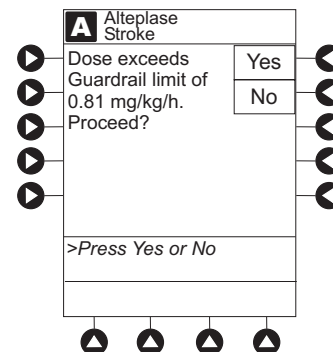 A Alteplase
Stroke
Dose exceeds
Guardrail limit of
0.81 mg/kg/h.
Proceed?
Yes
No
>Press Yes or No